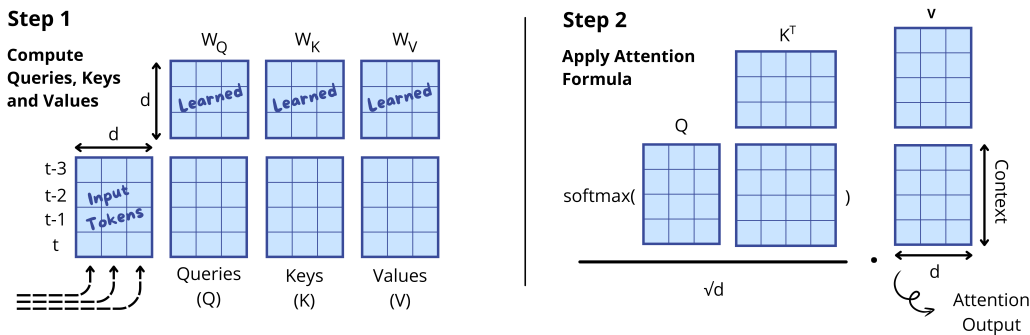 Step 1
Compute
Queries, Keys
and Values
W_Q
W_K
W_V
d
Learned
Learned
Learned
d
t-3
t-2
t-1
t
Input
Tokens
Queries
(Q)
Keys
(K)
Values
(V)
Step 2
Apply Attention
Formula
K^T
V
Q
softmax(
)
Context
√d
.
d
Attention
Output